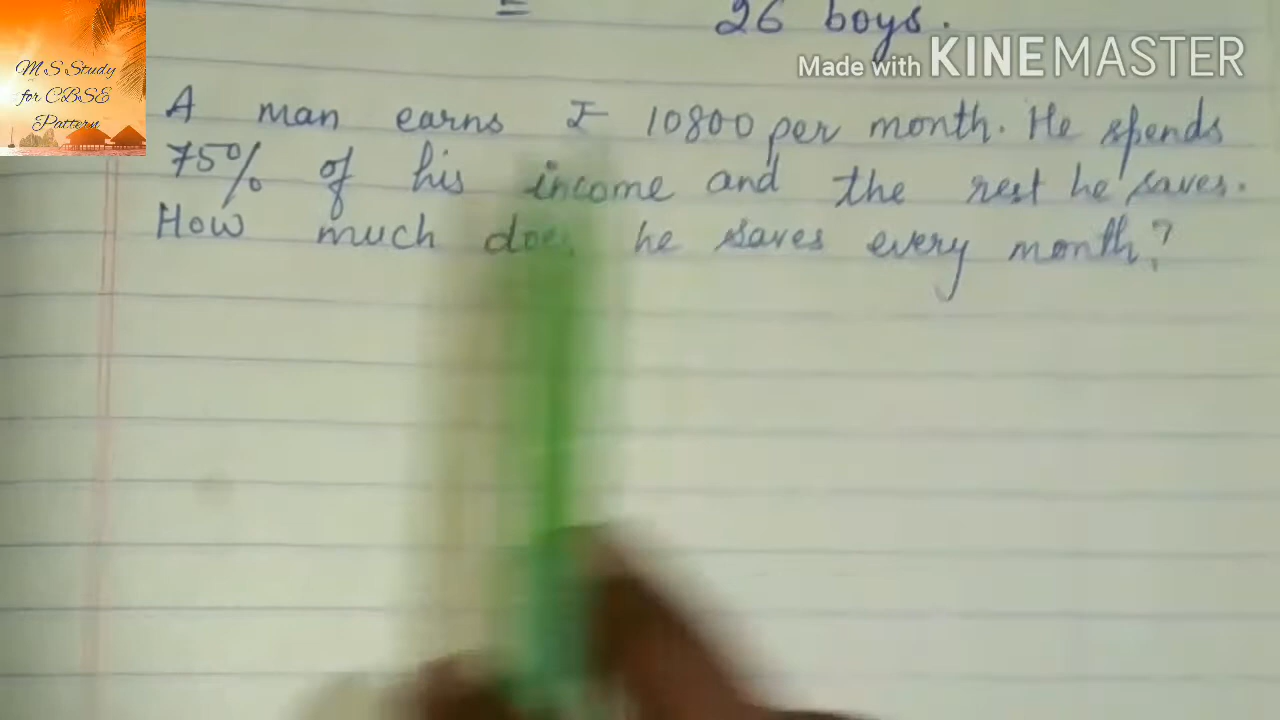 = 26 boys.
Made with KINEMASTER
M.S Study
for CBSE
Pattern
A man earns ₹ 10800 per month. He spends
75% of his income and the rest he saves.
How much does he saves every month?